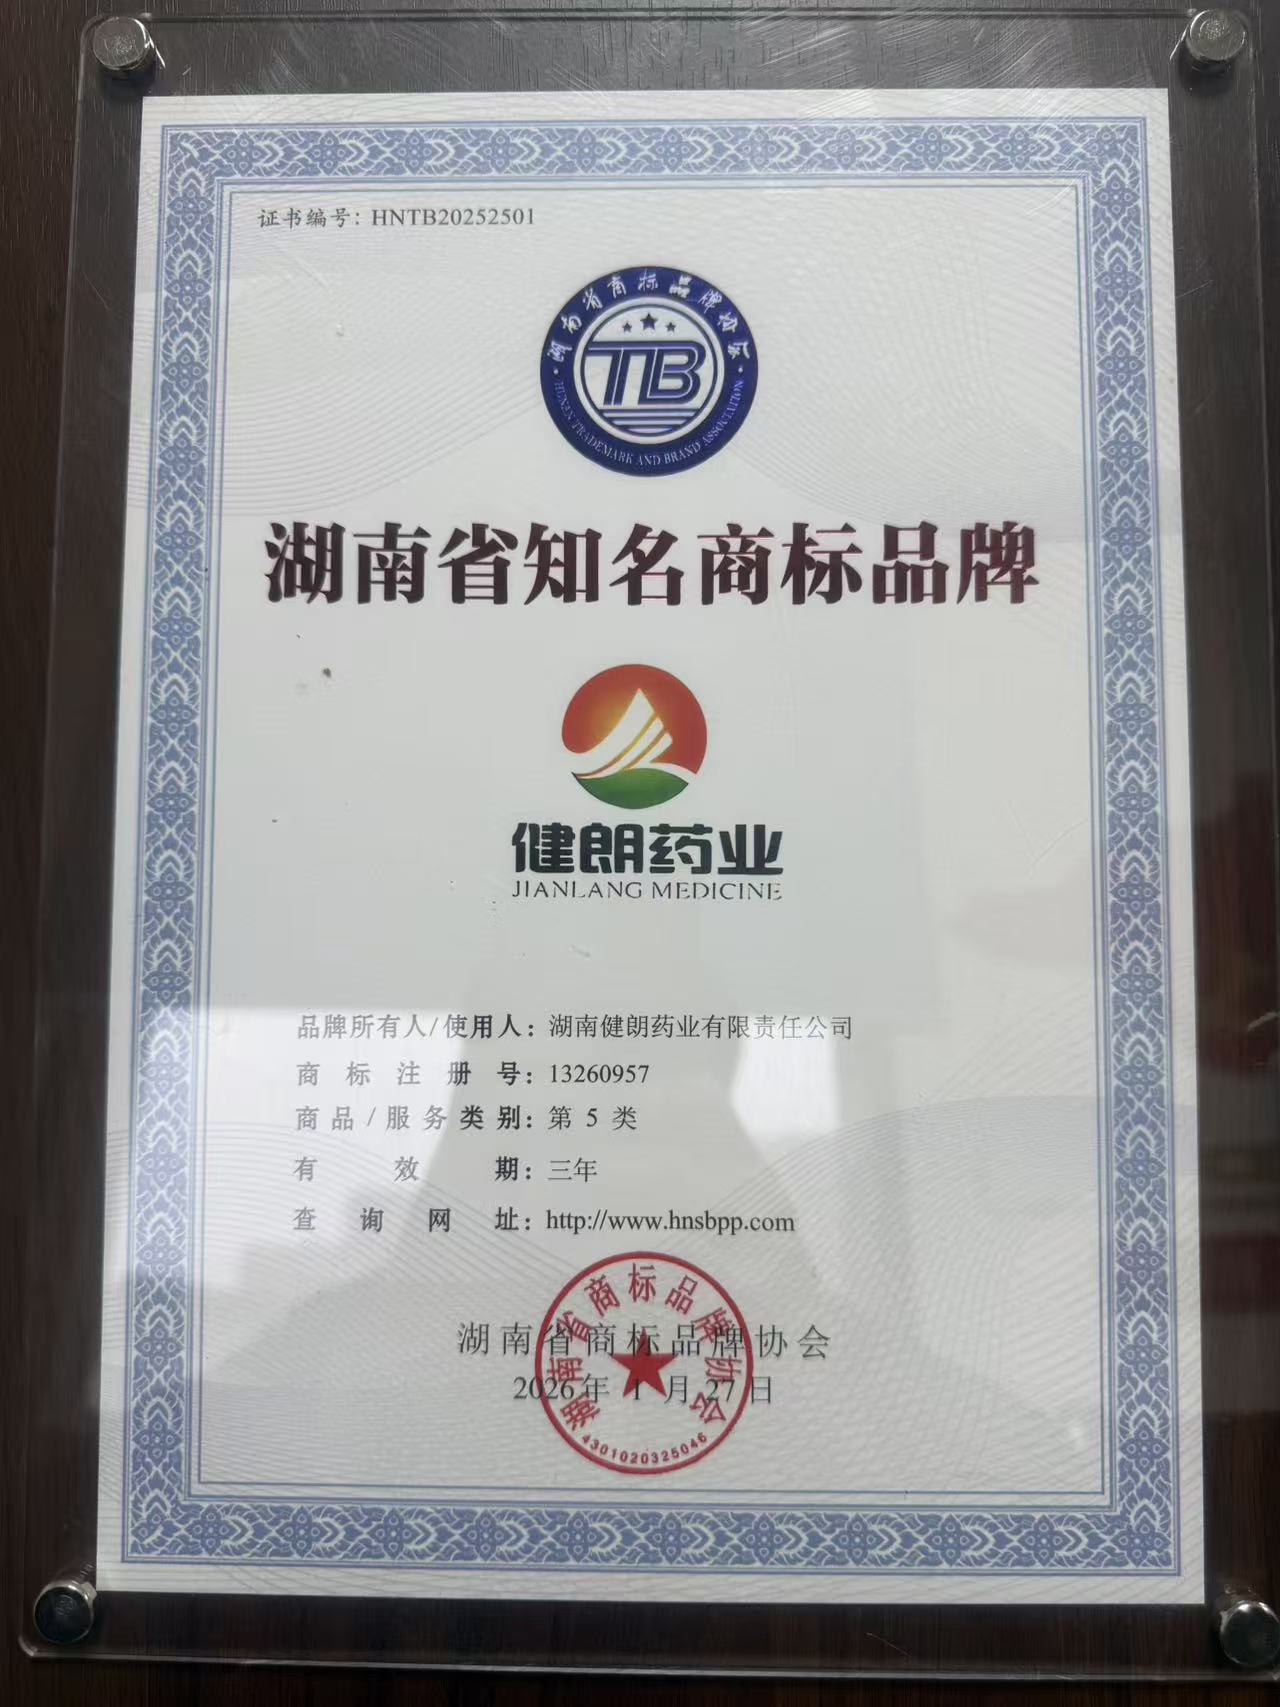 证书编号：HNTB20252501
湖南省商标品牌协会
TB
HUNAN TRADEMARK AND BRAND ASSOCIATION
湖南省知名商标品牌
健朗药业
JIANLANG MEDICINE
品牌所有人/使用人：湖南健朗药业有限责任公司
商标注册号：13260957
商品/服务类别：第 5 类
有效期：三年
查询网址：http://www.hnsbpp.com
湖南省商标品牌协会
2026年 1 月 27 日
湖南省商标品牌协会
4301020325046